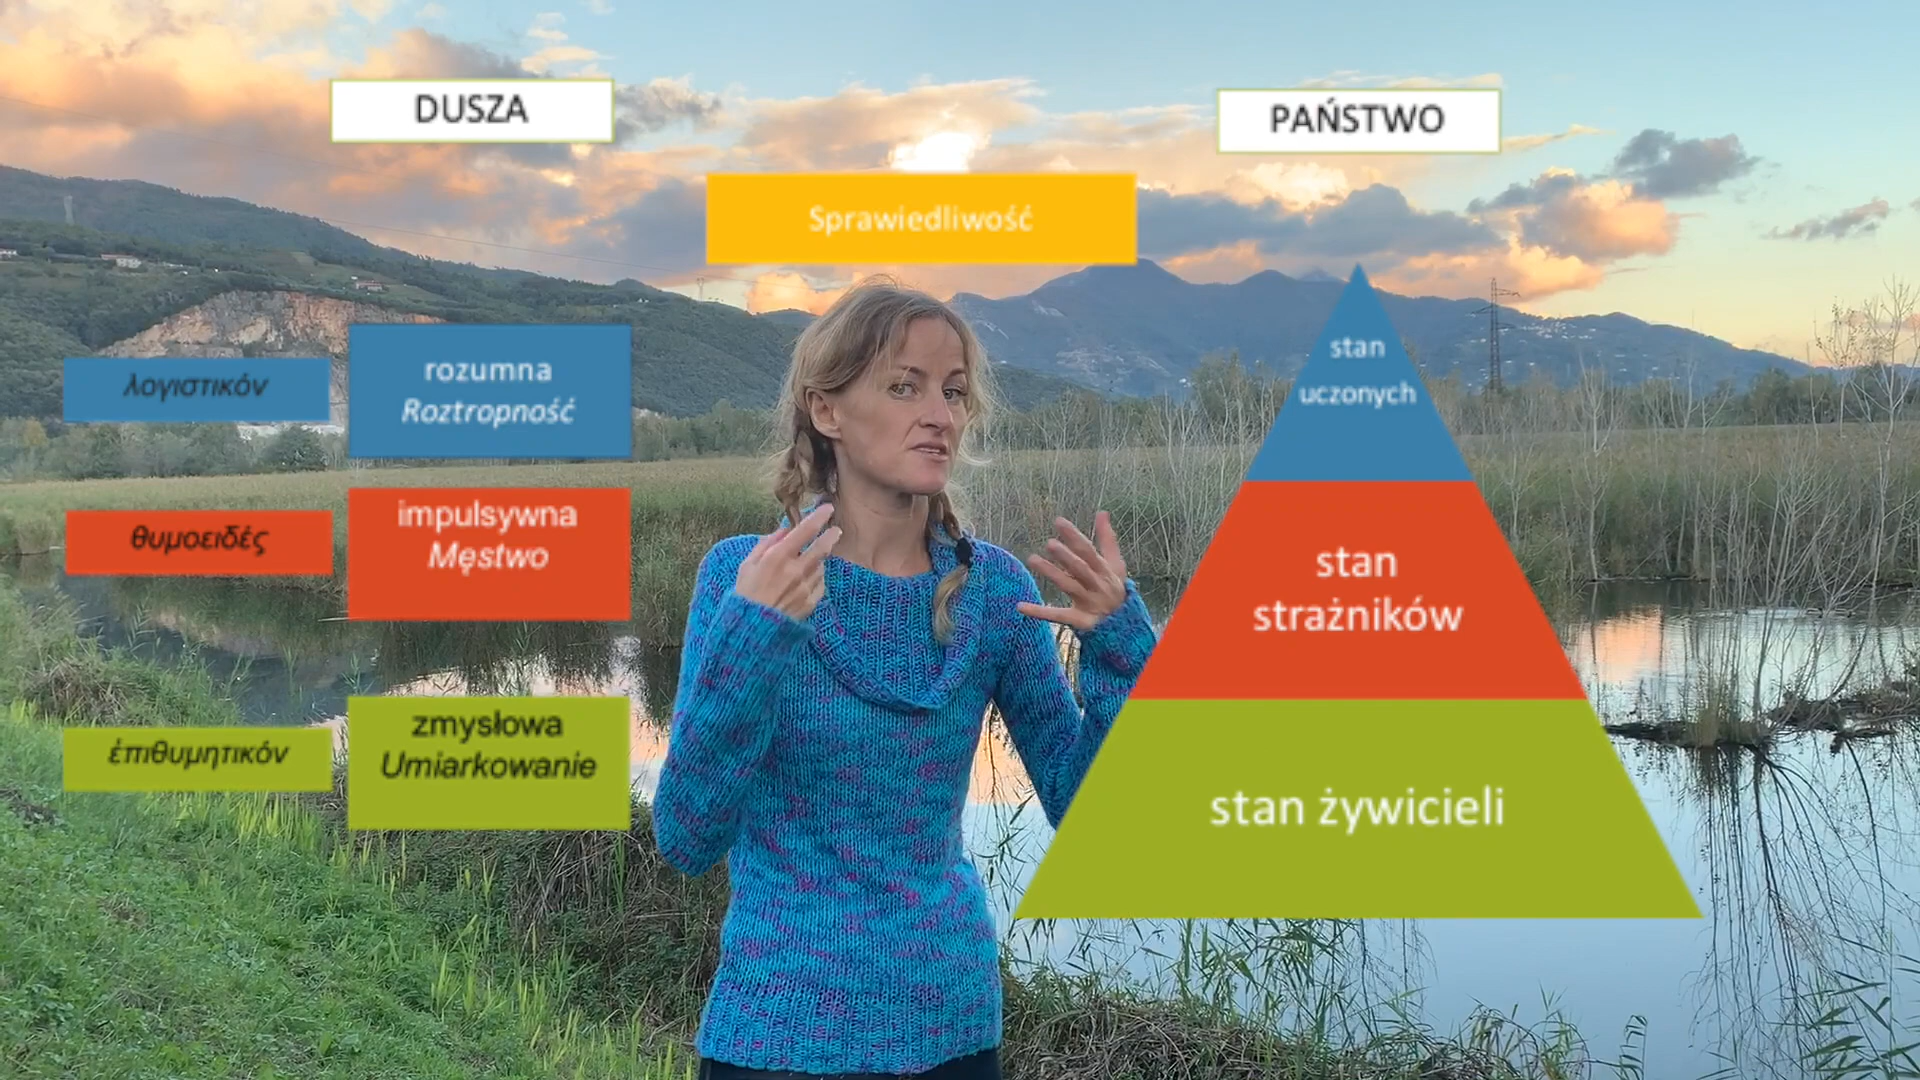 DUSZA
PAŃSTWO
Sprawiedliwość
λογιστικόν
rozumna
Roztropność
θυμοειδές
impulsywna
Męstwo
ἐπιθυμητικόν
zmysłowa
Umiarkowanie
stan
uczonych
stan
strażników
stan żywicieli